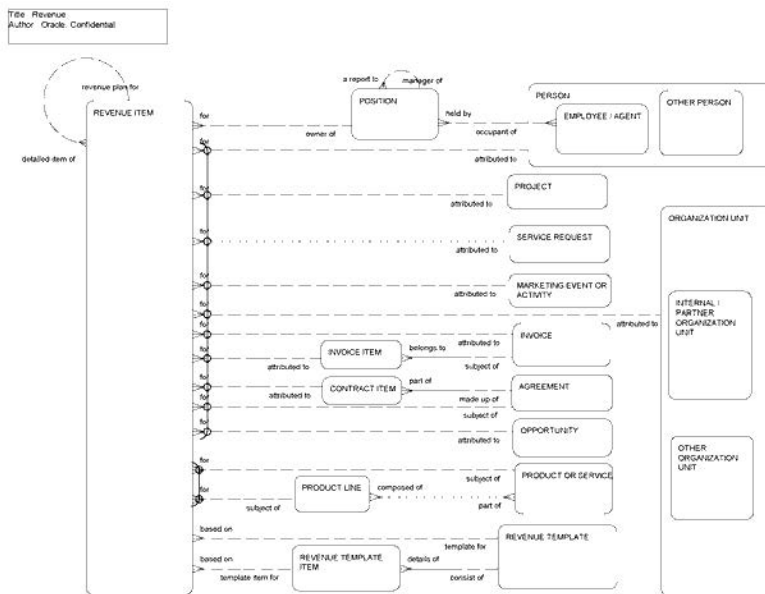 Title Revenue
Author Oracle. Confidential
revenue plan for
REVENUE ITEM
detailed item of
a report to
manager of
POSITION
for
owner of
held by
occupant of
PERSON
EMPLOYEE / AGENT
OTHER PERSON
for
attributed to
for
PROJECT
attributed to
ORGANIZATION UNIT
for
SERVICE REQUEST
attributed to
for
MARKETING EVENT OR
ACTIVITY
attributed to
INTERNAL /
PARTNER
ORGANIZATION
UNIT
for
attributed to
for
INVOICE
attributed to
for
INVOICE ITEM
belongs to
attributed to
subject of
for
CONTRACT ITEM
part of
AGREEMENT
attributed to
made up of
for
subject of
for
OPPORTUNITY
attributed to
OTHER
ORGANIZATION
UNIT
for
PRODUCT OR SERVICE
subject of
for
PRODUCT LINE
composed of
subject of
part of
based on
REVENUE TEMPLATE
template for
based on
REVENUE TEMPLATE
ITEM
details of
template item for
consist of